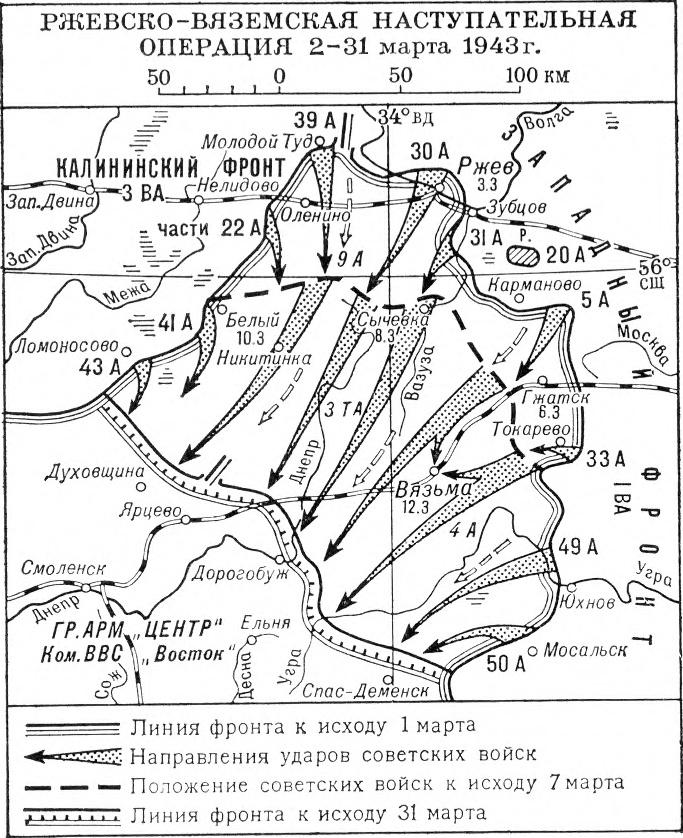 РЖЕВСКО-ВЯЗЕМСКАЯ НАСТУПАТЕЛЬНАЯ
ОПЕРАЦИЯ 2-31 марта 1943г.
50 0 50 100 км
39 А
34° ВД
Волга
Молодой Туд
30 А
КАЛИНИНСКИЙ ФРОНТ
Ржев
3.3
Зап. Двина
3 ВА
Нелидово
Оленино
Зубцов
ЗАПАДНЫЙ ФРОНТ
части 22 А
31 А
Р.
20 А
9 А
56°
СШ
Зап. Двина
Межа
Карманово
5 А
41 А
Белый
10.3
Сычевка
8.3
Москва
Ломоносово
Никитинка
Вазуза
43 А
Гжатск
6.3
3 ТА
Токарево
Днепр
Духовщина
Вязьма
12.3
33 А
1 ВА
Ярцево
4 А
49 А
Смоленск
Дорогобуж
Угра
Днепр
Юхнов
ГР. АРМ „ЦЕНТР"
Ельня
Ком. ВВС „Восток"
Мосальск
50 А
Сож
Десна
Угра
Спас-Деменск
Линия фронта к исходу 1 марта
Направления ударов советских войск
Положение советских войск к исходу 7 марта
Линия фронта к исходу 31 марта